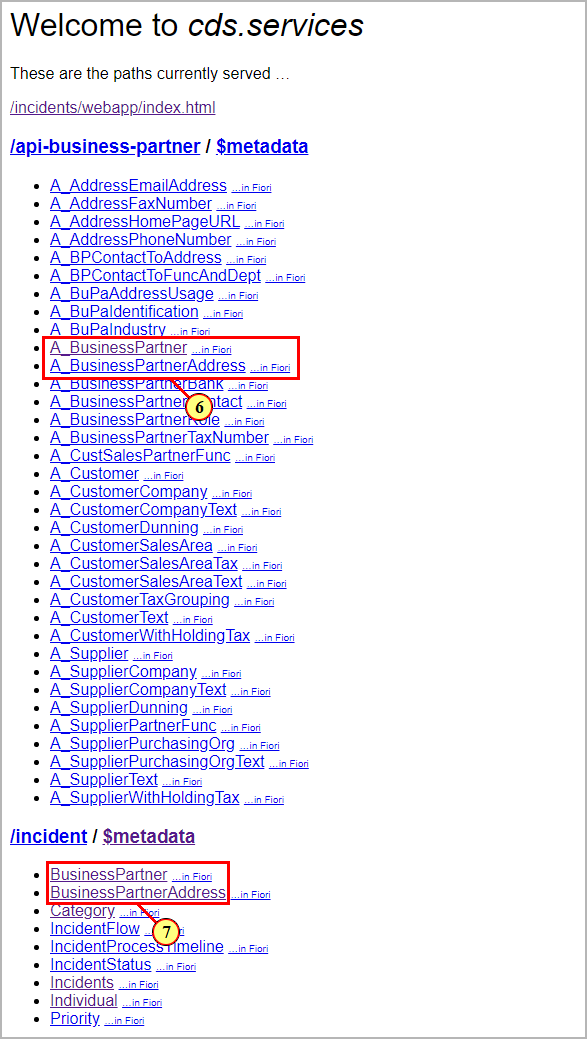 Welcome to cds.services
These are the paths currently served …
/incidents/webapp/index.html
/api-business-partner / $metadata
A_AddressEmailAddress ...in Fiori
A_AddressFaxNumber ...in Fiori
A_AddressHomePageURL ...in Fiori
A_AddressPhoneNumber ...in Fiori
A_BPContactToAddress ...in Fiori
A_BPContactToFuncAndDept ...in Fiori
A_BuPaAddressUsage ...in Fiori
A_BuPaIdentification ...in Fiori
A_BuPaIndustry ...in Fiori
A_BusinessPartner ...in Fiori
A_BusinessPartnerAddress ...in Fiori
A_BusinessPartnerBank ...in Fiori
A_BusinessPartnerContact ...in Fiori
6
A_BusinessPartnerRole ...in Fiori
A_BusinessPartnerTaxNumber ...in Fiori
A_CustSalesPartnerFunc ...in Fiori
A_Customer ...in Fiori
A_CustomerCompany ...in Fiori
A_CustomerCompanyText ...in Fiori
A_CustomerDunning ...in Fiori
A_CustomerSalesArea ...in Fiori
A_CustomerSalesAreaTax ...in Fiori
A_CustomerSalesAreaText ...in Fiori
A_CustomerTaxGrouping ...in Fiori
A_CustomerText ...in Fiori
A_CustomerWithHoldingTax ...in Fiori
A_Supplier ...in Fiori
A_SupplierCompany ...in Fiori
A_SupplierCompanyText ...in Fiori
A_SupplierDunning ...in Fiori
A_SupplierPartnerFunc ...in Fiori
A_SupplierPurchasingOrg ...in Fiori
A_SupplierPurchasingOrgText ...in Fiori
A_SupplierText ...in Fiori
A_SupplierWithHoldingTax ...in Fiori
/incident / $metadata
BusinessPartner ...in Fiori
BusinessPartnerAddress ...in Fiori
Category ...in Fiori
IncidentFlow ...in Fiori
7
IncidentProcessTimeline ...in Fiori
IncidentStatus ...in Fiori
Incidents ...in Fiori
Individual ...in Fiori
Priority ...in Fiori